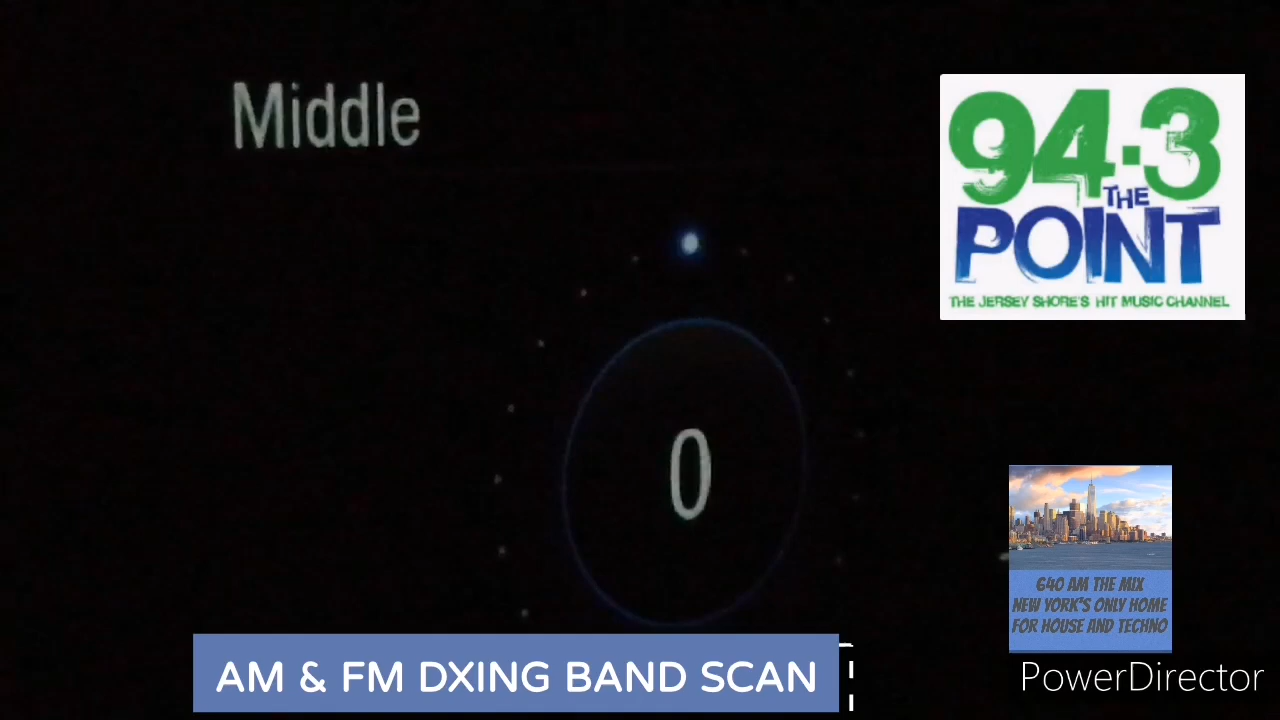 Middle
94.3
THE
POINT
THE JERSEY SHORE'S HIT MUSIC CHANNEL
0
640 AM THE MIX
NEW YORK'S ONLY HOME
FOR HOUSE AND TECHNO
AM & FM DXING BAND SCAN
PowerDirector